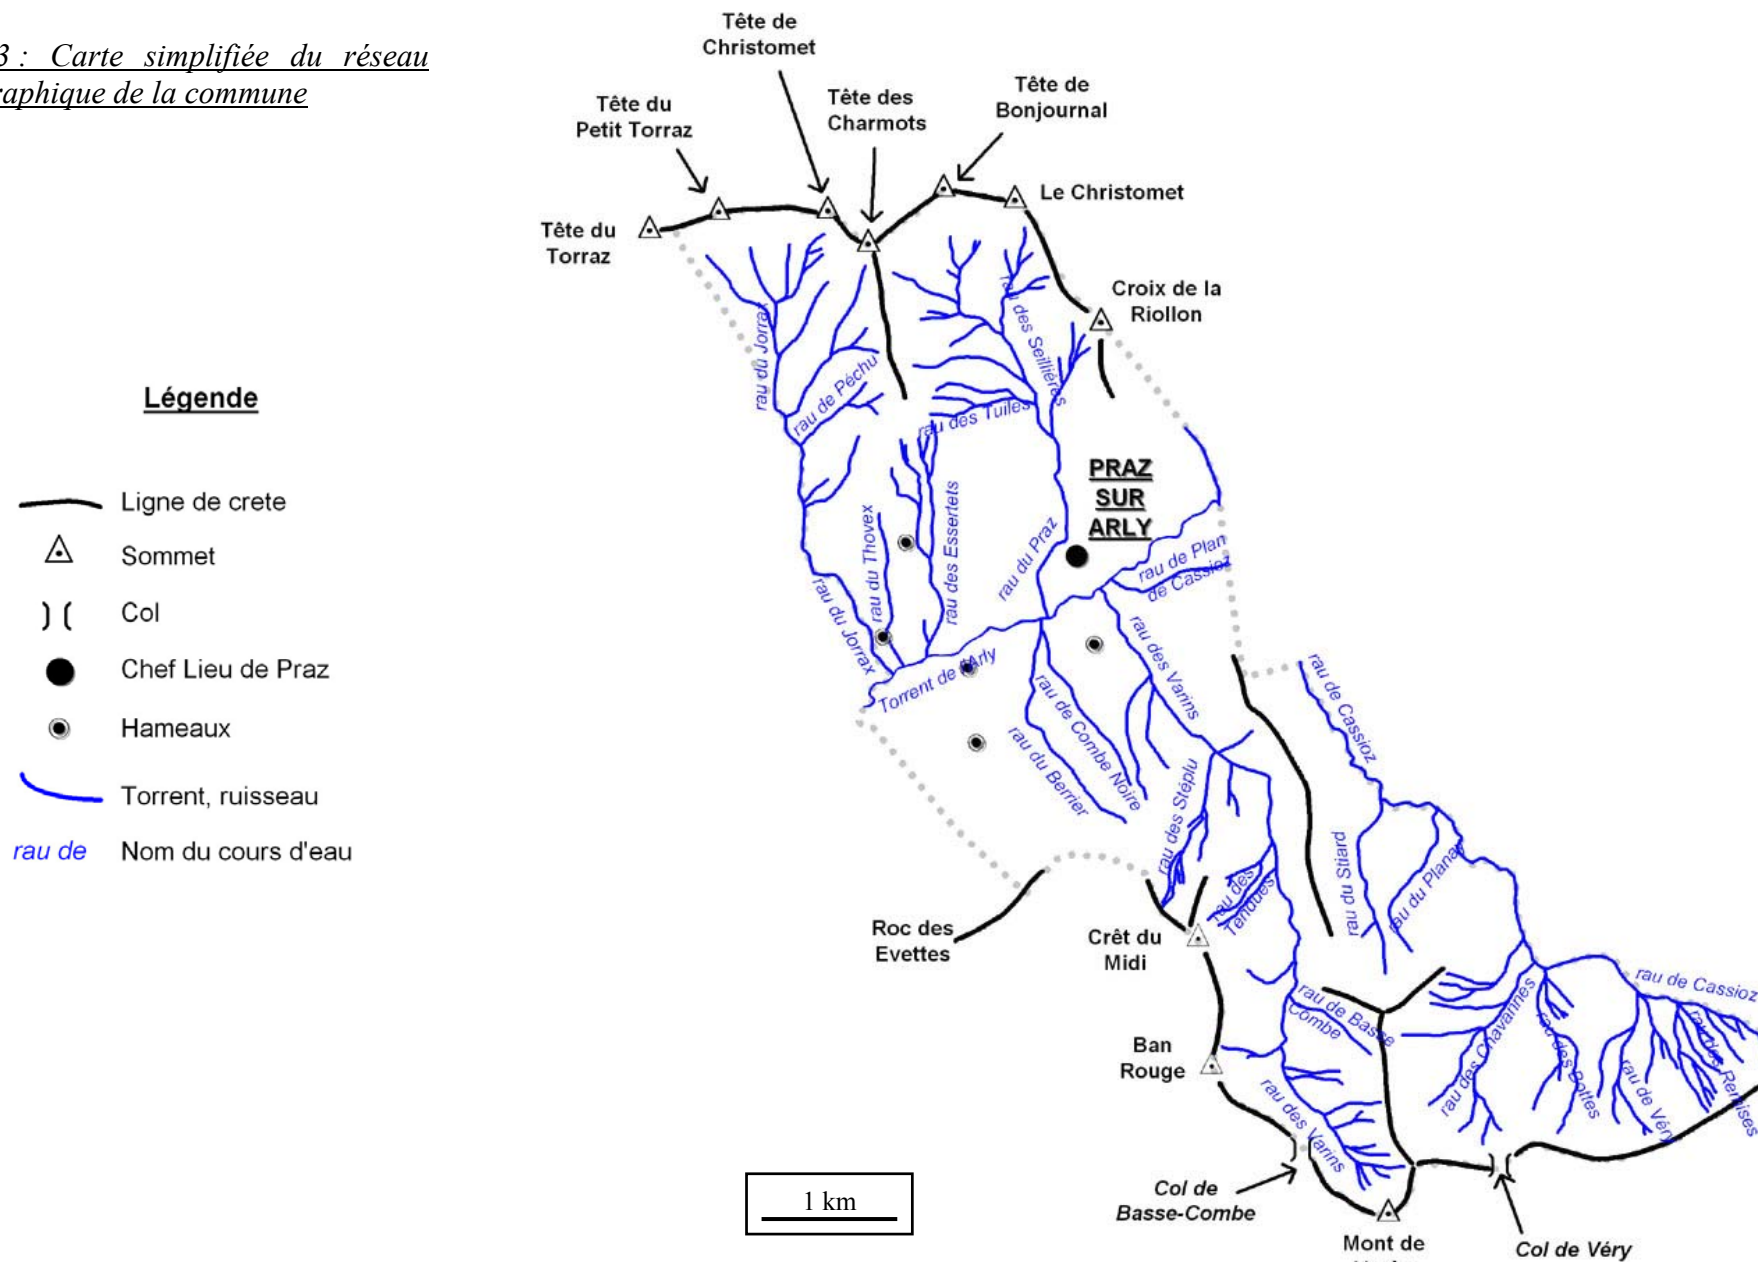 3 : Carte simplifiée du réseau
raphique de la commune
Tête de
Christomet
Tête du
Petit Torraz
Tête des
Charmots
Tête de
Bonjournal
Le Christomet
Tête du
Torraz
Croix de la
Riollon
rau du Jorrax
rau de Péchu
rau des Seillières
rau des Tuiles
Légende
Ligne de crete
Sommet
Col
Chef Lieu de Praz
Hameaux
Torrent, ruisseau
rau de
Nom du cours d'eau
PRAZ
SUR
ARLY
rau du Thovex
rau des Essertets
rau du Praz
rau de Plan
de Cassioz
rau du Jorrax
Torrent de l'Arly
rau des Varins
rau de Combe Noire
rau du Berrier
rau de Cassioz
rau des Stéplu
rau des
Tendues
rau du Stiard
rau du Planay
Roc des
Evettes
Crêt du
Midi
rau de Basse
Combe
rau de Cassioz
rau des Chavannes
rau des Bottes
rau de Véry
rau des Remises
Ban
Rouge
rau des Varins
Col de
Basse-Combe
1 km
Mont de
Col de Véry